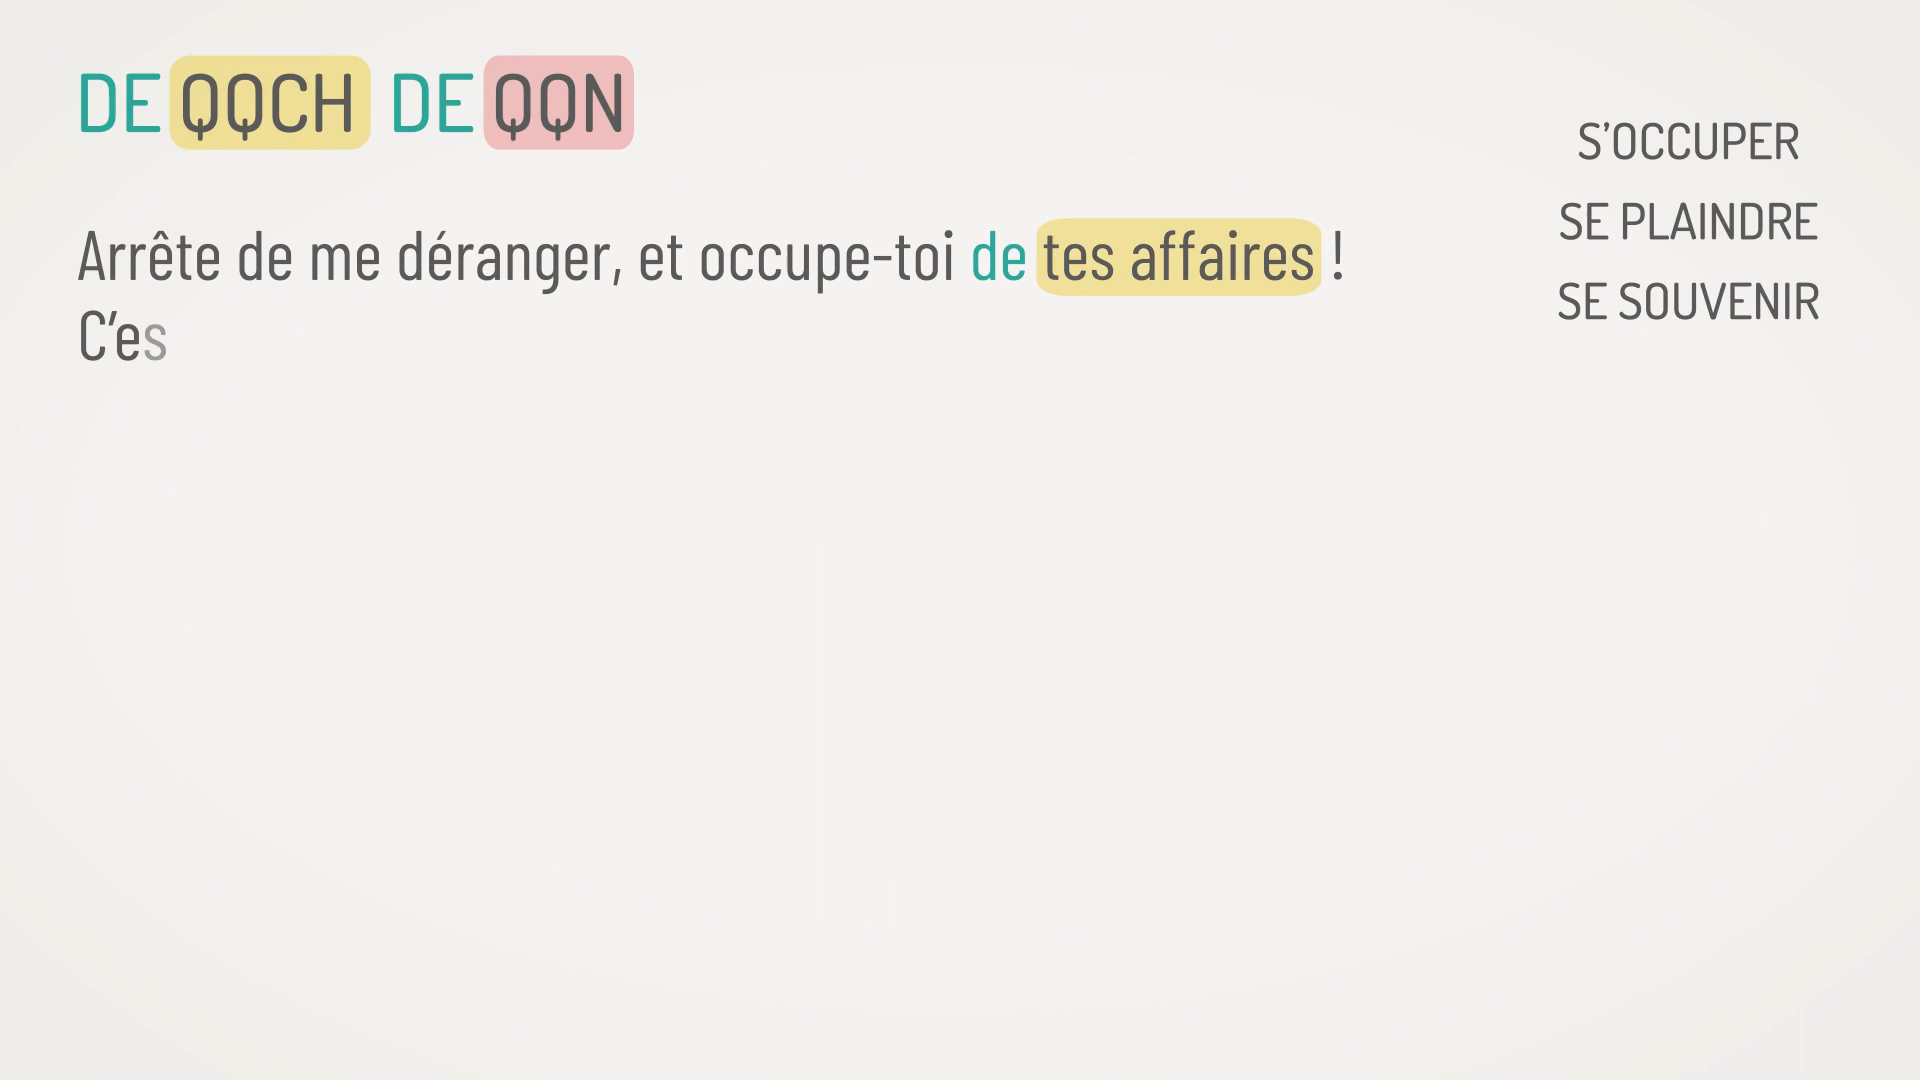 DE QQCH DE QQN
S’OCCUPER
SE PLAINDRE
SE SOUVENIR
Arrête de me déranger, et occupe-toi de tes affaires !
C’es